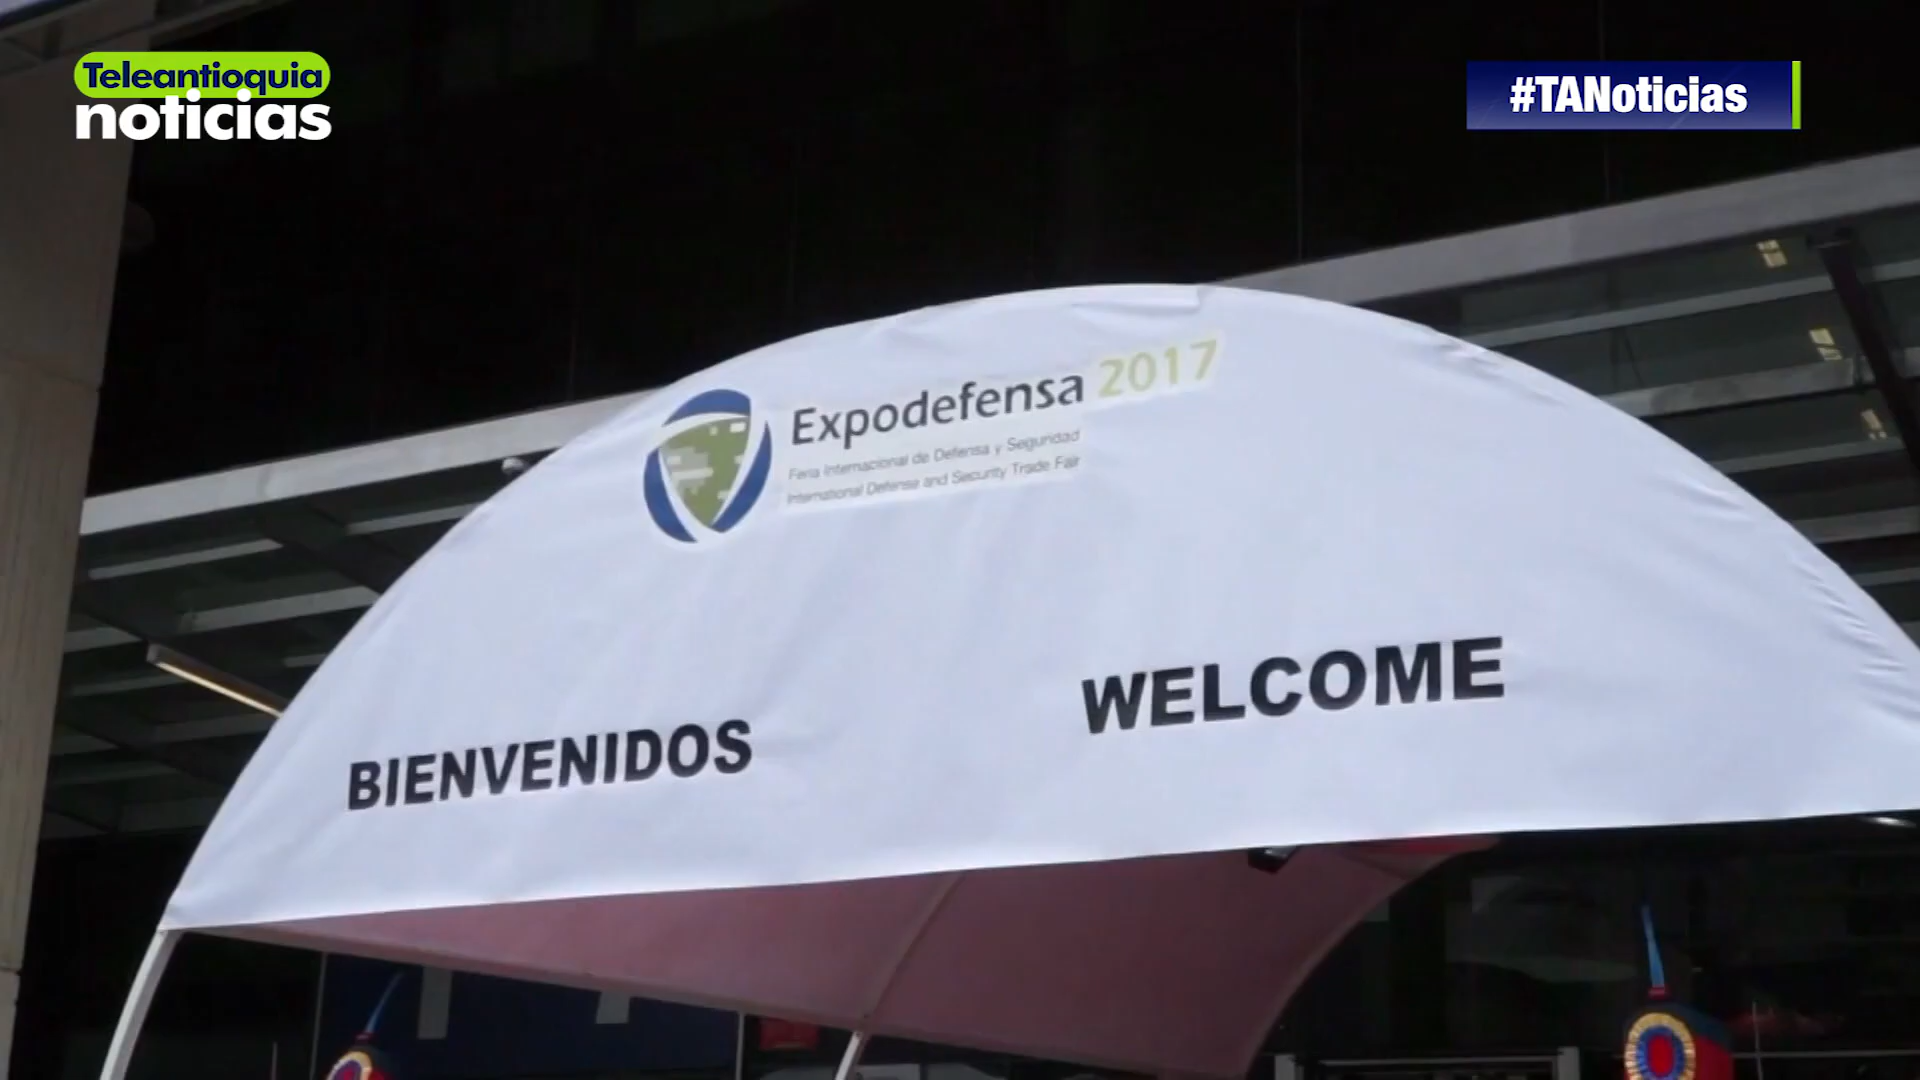 Teleantioquia
noticias
#TANoticias
Expodefensa 2017
Feria Internacional de Defensa y Seguridad
International Defense and Security Trade Fair
BIENVENIDOS
WELCOME